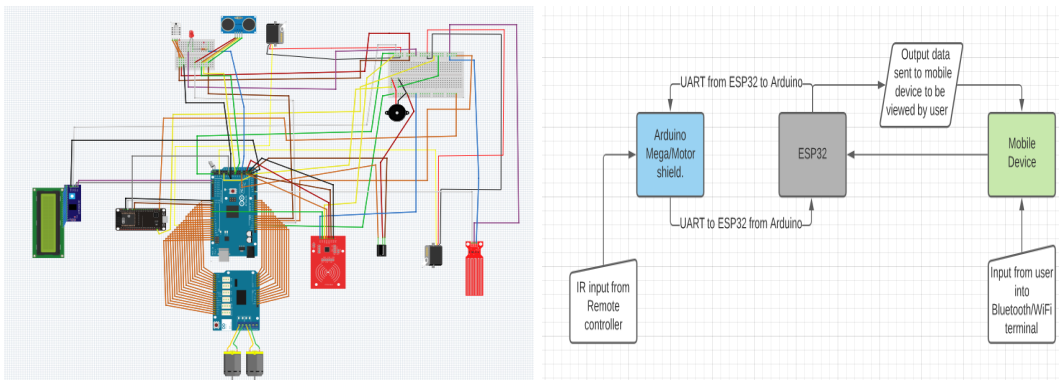 Output data
sent to mobile
device to be
viewed by user
UART from ESP32 to Arduino
Arduino
Mega/Motor
shield.
ESP32
Mobile
Device
UART to ESP32 from Arduino
IR input from
Remote
controller
Input from user
into
Bluetooth/WiFi
terminal